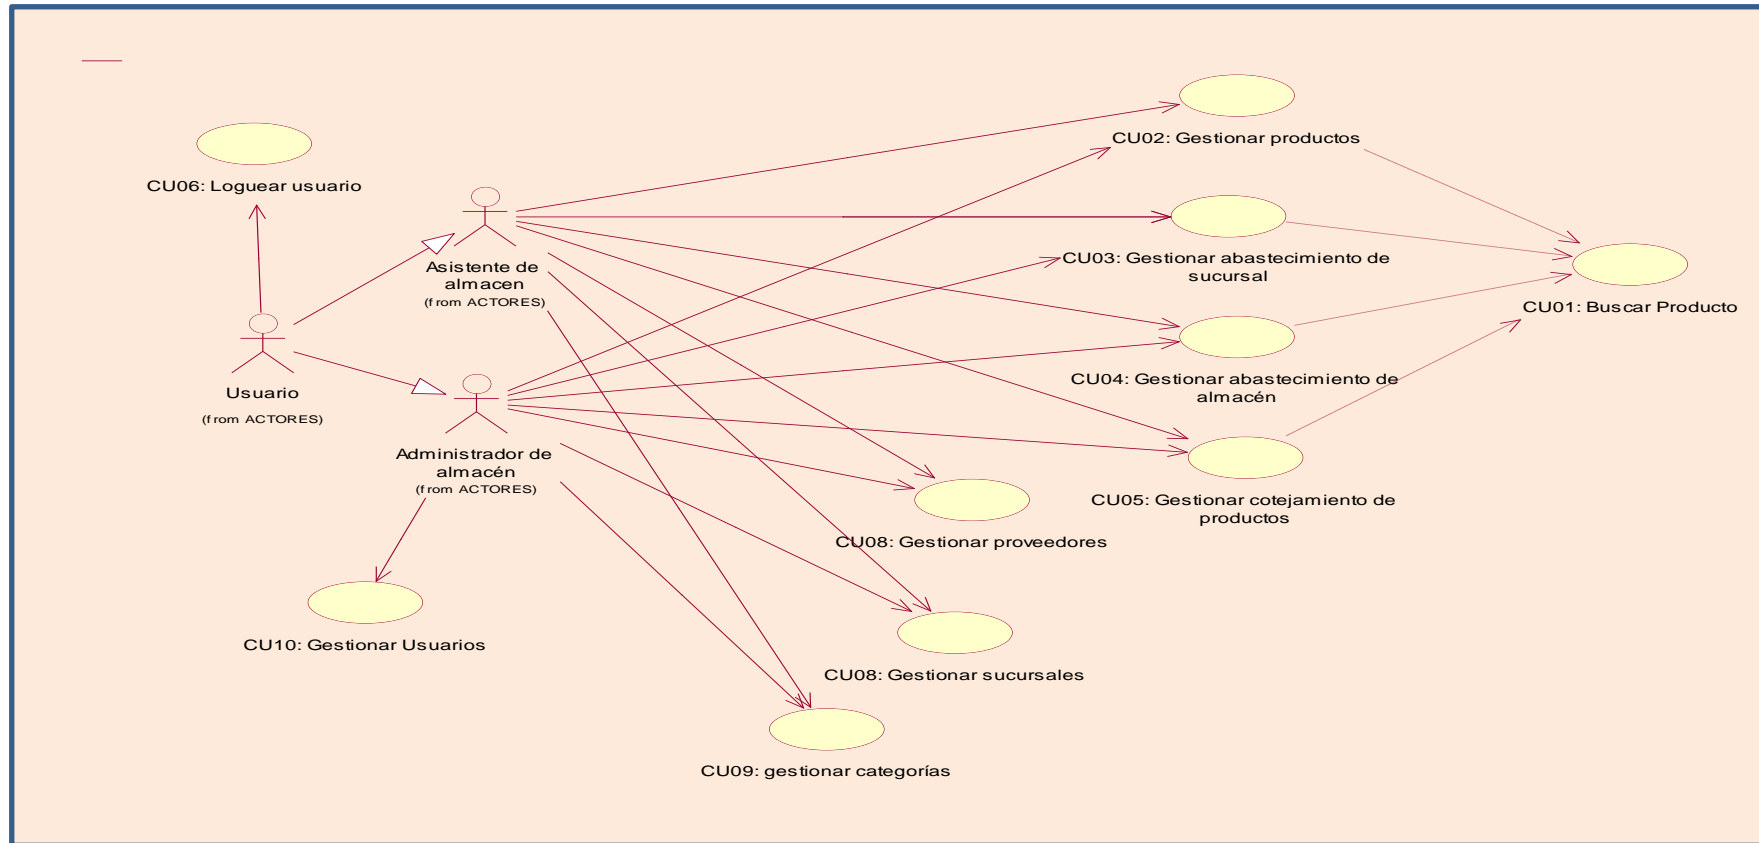 CU02: Gestionar productos
CU06: Loguear usuario
CU03: Gestionar abastecimiento de
sucursal
Asistente de
almacen
(from ACTORES)
CU01: Buscar Producto
CU04: Gestionar abastecimiento de
almacén
Usuario
(from ACTORES)
Administrador de
almacén
(from ACTORES)
CU05: Gestionar cotejamiento de
productos
CU08: Gestionar proveedores
CU10: Gestionar Usuarios
CU08: Gestionar sucursales
CU09: gestionar categorías